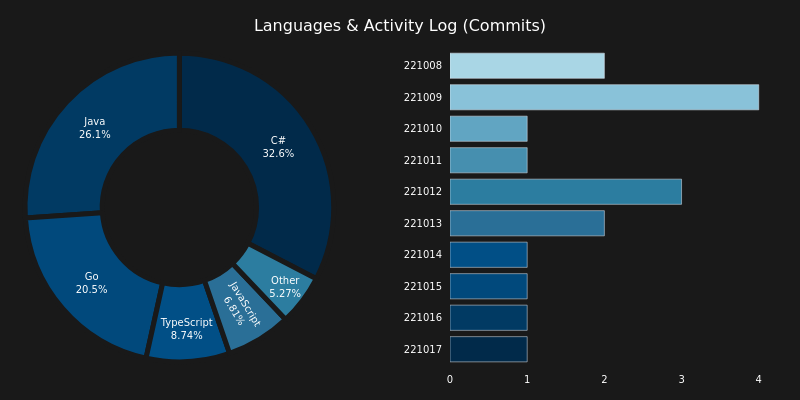 Languages & Activity Log (Commits)
Java
26.1%
C#
32.6%
Go
20.5%
TypeScript
8.74%
JavaScript
6.81%
Other
5.27%
221008
221009
221010
221011
221012
221013
221014
221015
221016
221017
0 1 2 3 4